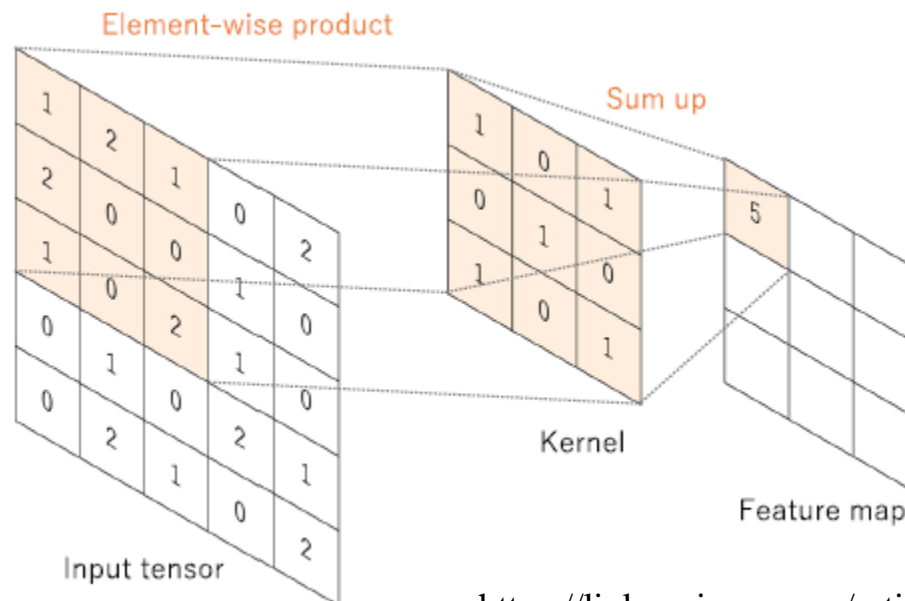 Element-wise product
Sum up
1 2 1 0 2
2 0 0 1 0
1 0 2 1 0
0 1 0 2 1
0 2 1 0 2
1 0 1
0 1 0
1 0 1
5
Kernel
Feature map
Input tensor